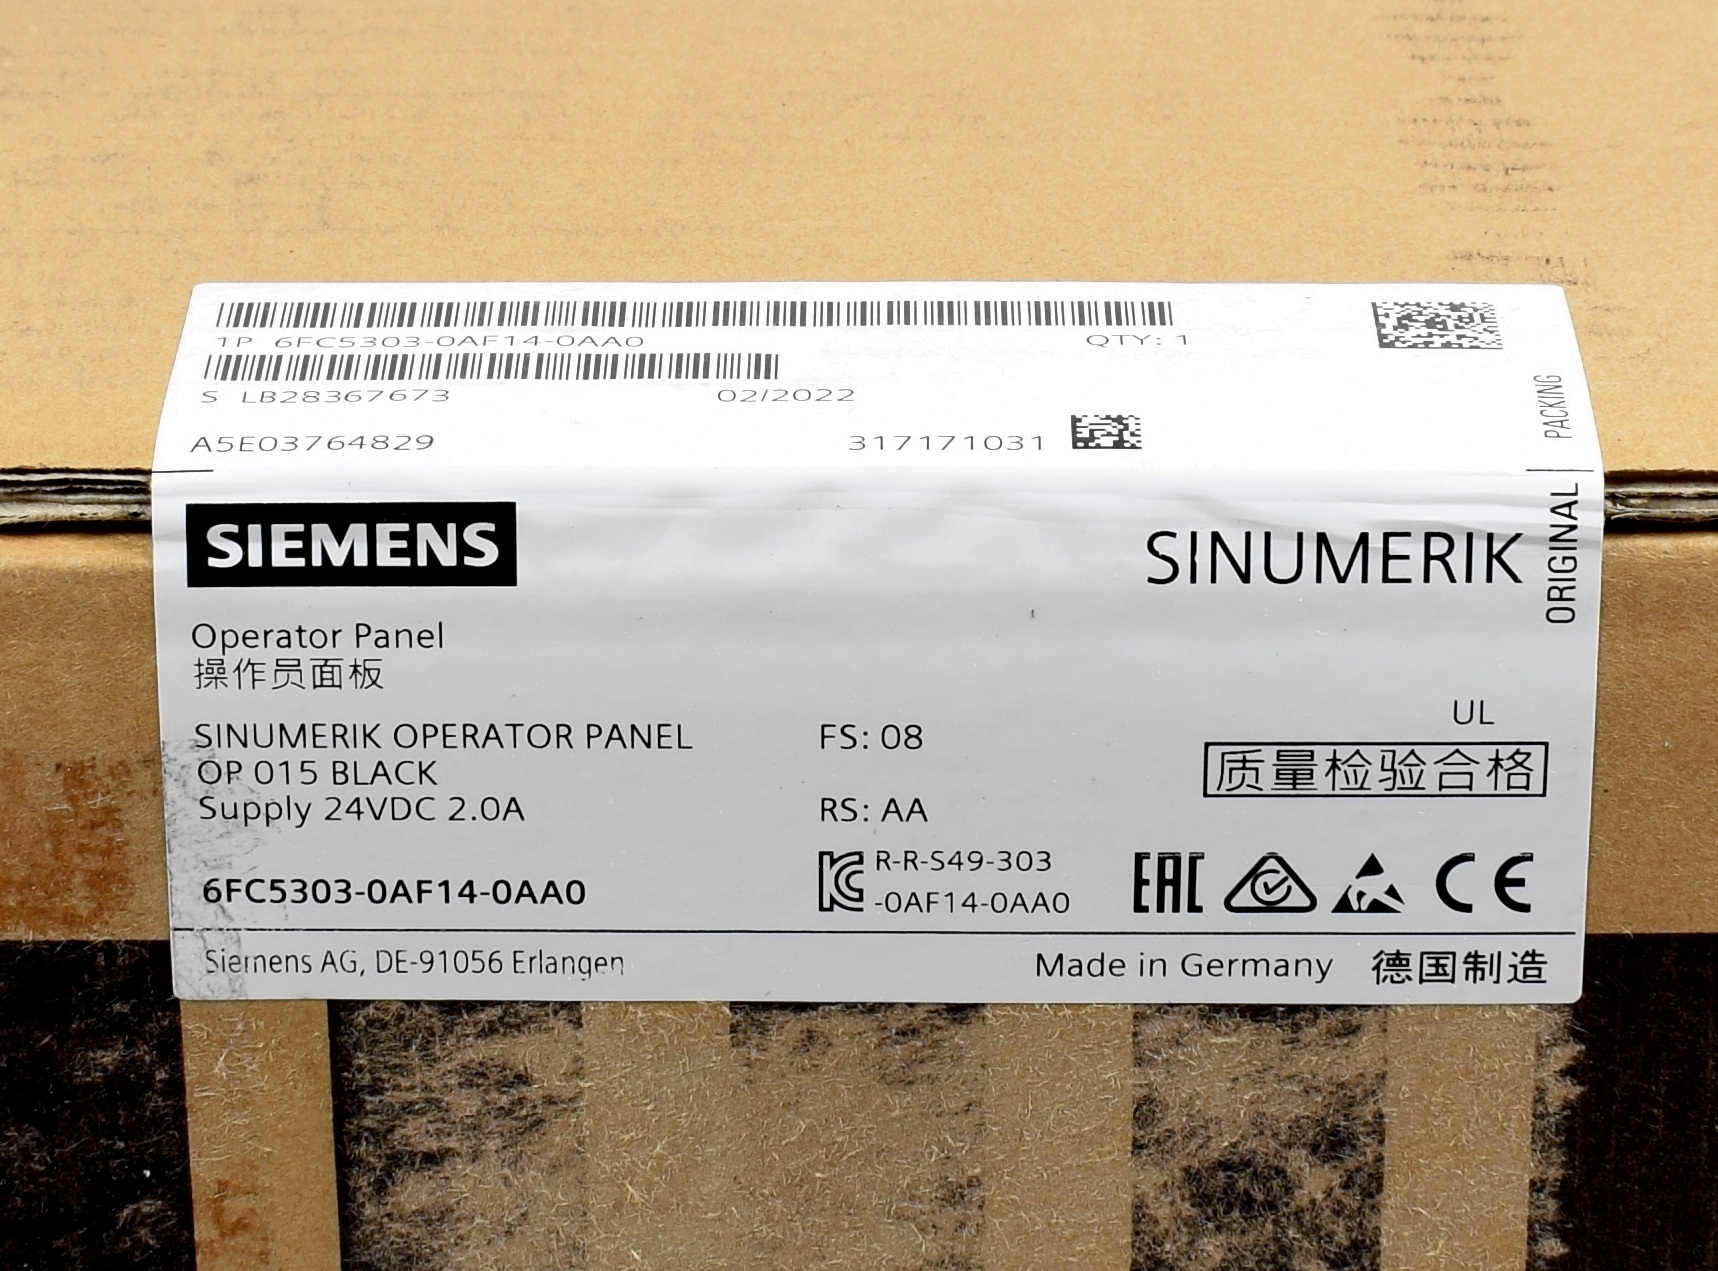 1P 6FC5303-0AF14-0AA0 QTY: 1
S LB28367673 02/2022
A5E03764829 317171031
PACKING
ORIGINAL
SIEMENS SINUMERIK
Operator Panel
操作员面板
UL
SINUMERIK OPERATOR PANEL FS: 08
OP 015 BLACK
质量检验合格
Supply 24VDC 2.0A RS: AA
R-R-S49-303
6FC5303-0AF14-0AA0 -0AF14-0AA0 EAC CE
Siemens AG, DE-91056 Erlangen Made in Germany 德国制造